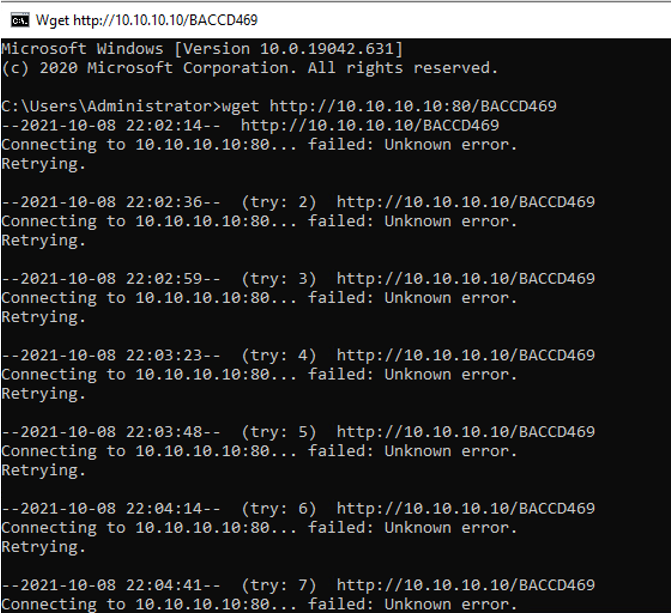 Wget http://10.10.10.10/BACCD469
Microsoft Windows [Version 10.0.19042.631]
(c) 2020 Microsoft Corporation. All rights reserved.
C:\Users\Administrator>wget http://10.10.10.10:80/BACCD469
--2021-10-08 22:02:14--  http://10.10.10.10/BACCD469
Connecting to 10.10.10.10:80... failed: Unknown error.
Retrying.
--2021-10-08 22:02:36--  (try: 2)  http://10.10.10.10/BACCD469
Connecting to 10.10.10.10:80... failed: Unknown error.
Retrying.
--2021-10-08 22:02:59--  (try: 3)  http://10.10.10.10/BACCD469
Connecting to 10.10.10.10:80... failed: Unknown error.
Retrying.
--2021-10-08 22:03:23--  (try: 4)  http://10.10.10.10/BACCD469
Connecting to 10.10.10.10:80... failed: Unknown error.
Retrying.
--2021-10-08 22:03:48--  (try: 5)  http://10.10.10.10/BACCD469
Connecting to 10.10.10.10:80... failed: Unknown error.
Retrying.
--2021-10-08 22:04:14--  (try: 6)  http://10.10.10.10/BACCD469
Connecting to 10.10.10.10:80... failed: Unknown error.
Retrying.
--2021-10-08 22:04:41--  (try: 7)  http://10.10.10.10/BACCD469
Connecting to 10.10.10.10:80... failed: Unknown error.